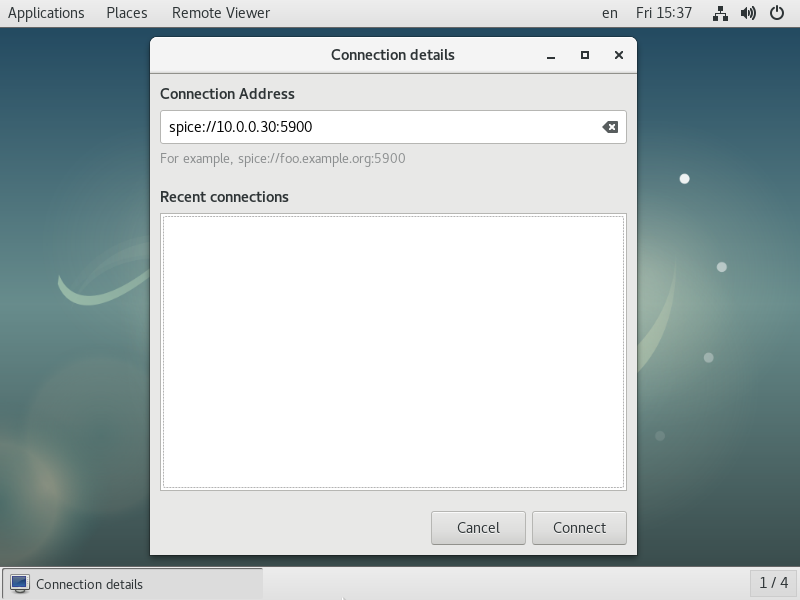 Applications Places Remote Viewer en Fri 15:37
Connection details
Connection Address
spice://10.0.0.30:5900
For example, spice://foo.example.org:5900
Recent connections
Cancel Connect
Connection details 1 / 4